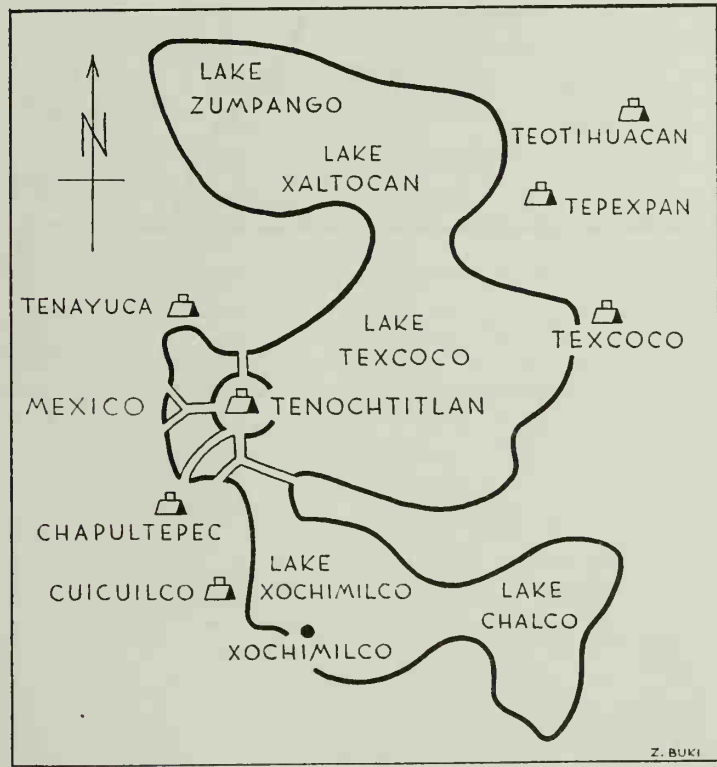 LAKE
ZUMPANGO
N
TEOTIHUACAN
LAKE
XALTOCAN
TEPEXPAN
TENAYUCA
LAKE
TEXCOCO
TEXCOCO
MEXICO
TENOCHTITLAN
CHAPULTEPEC
LAKE
XOCHIMILCO
CUICUILCO
LAKE
CHALCO
XOCHIMILCO
Z. BUKI